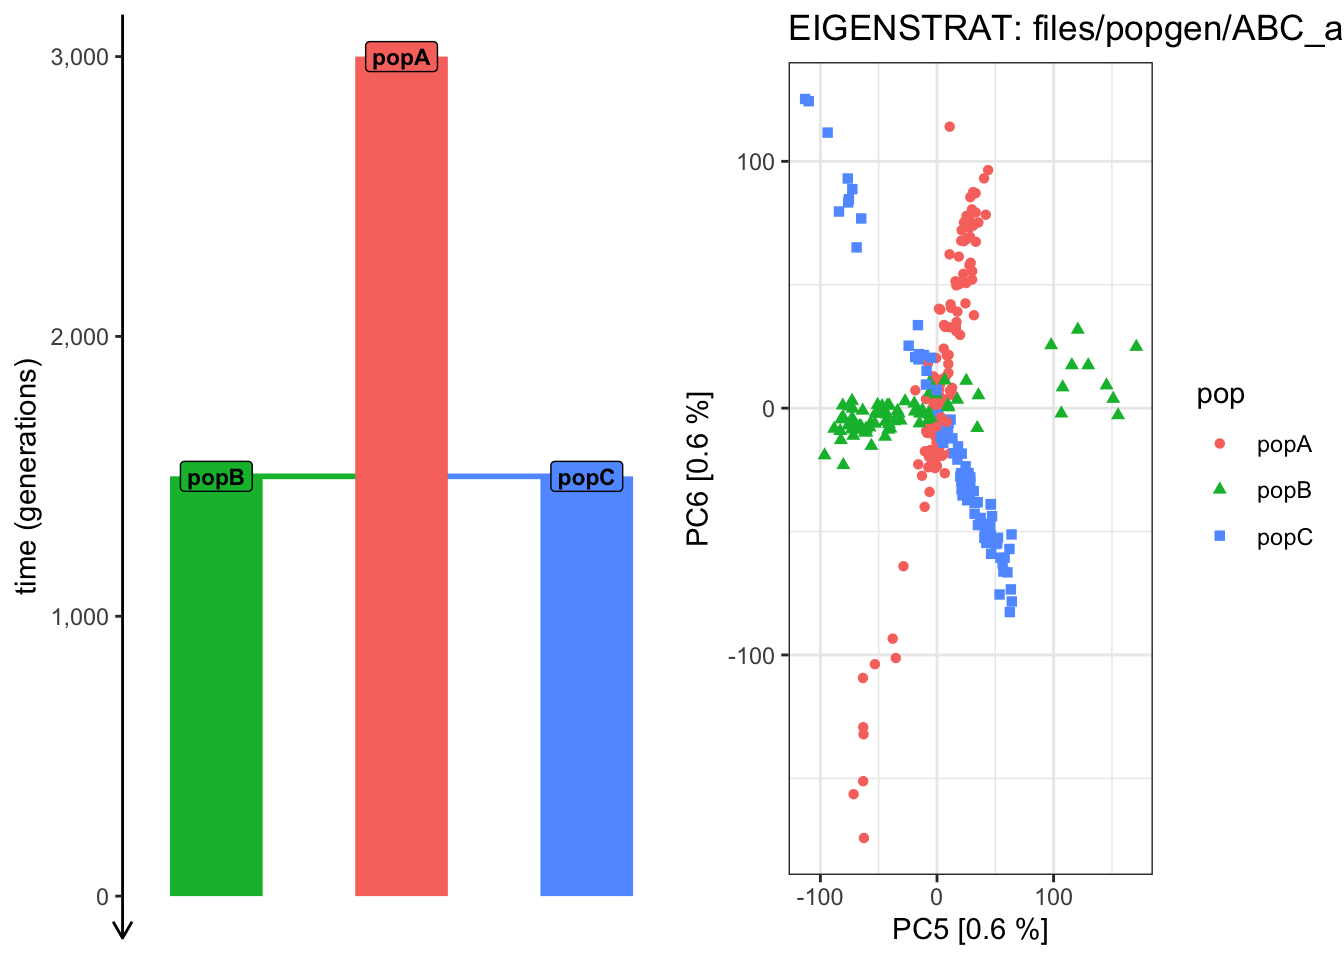 EIGENSTRAT: files/popgen/ABC_a
time (generations)
3,000
2,000
1,000
0
popA
popB
popC
PC6 [0.6 %]
100
0
-100
-100
0
100
PC5 [0.6 %]
pop
popA
popB
popC